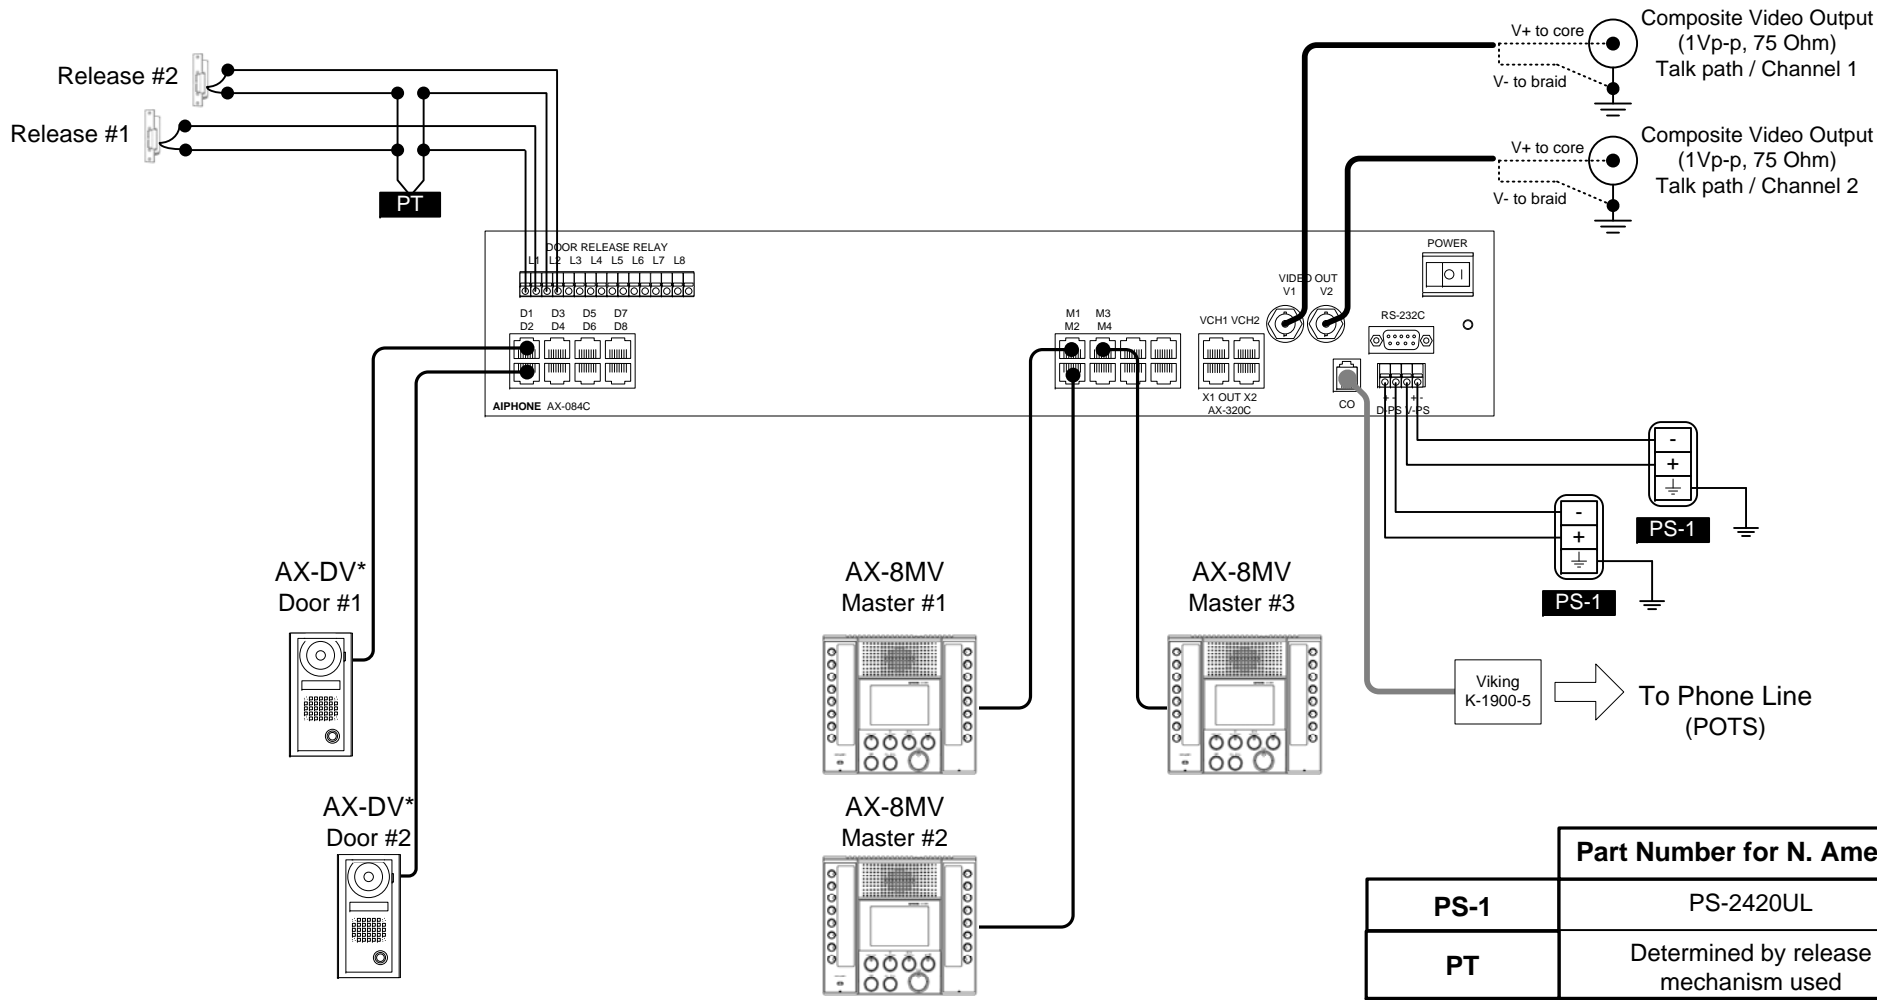 Composite Video Output
(1Vp-p, 75 Ohm)
Talk path / Channel 1
V+ to core
V- to braid
Release #2
Release #1
Composite Video Output
(1Vp-p, 75 Ohm)
Talk path / Channel 2
V+ to core
V- to braid
PT
DOOR RELEASE RELAY
L1 L2 L3 L4 L5 L6 L7 L8
POWER
VIDEO OUT
V1 V2
D1 D3 D5 D7
D2 D4 D6 D8
M1 M3
M2 M4
VCH1 VCH2
RS-232C
X1 OUT X2
AX-320C
CO
+ - + -
D-PS V-PS
AIPHONE AX-084C
-
+
PS-1
-
+
PS-1
AX-DV*
Door #1
AX-8MV
Master #1
AX-8MV
Master #3
Viking
K-1900-5
To Phone Line
(POTS)
AX-DV*
Door #2
AX-8MV
Master #2
Part Number for N. Ame
PS-1 PS-2420UL
PT Determined by release
mechanism used